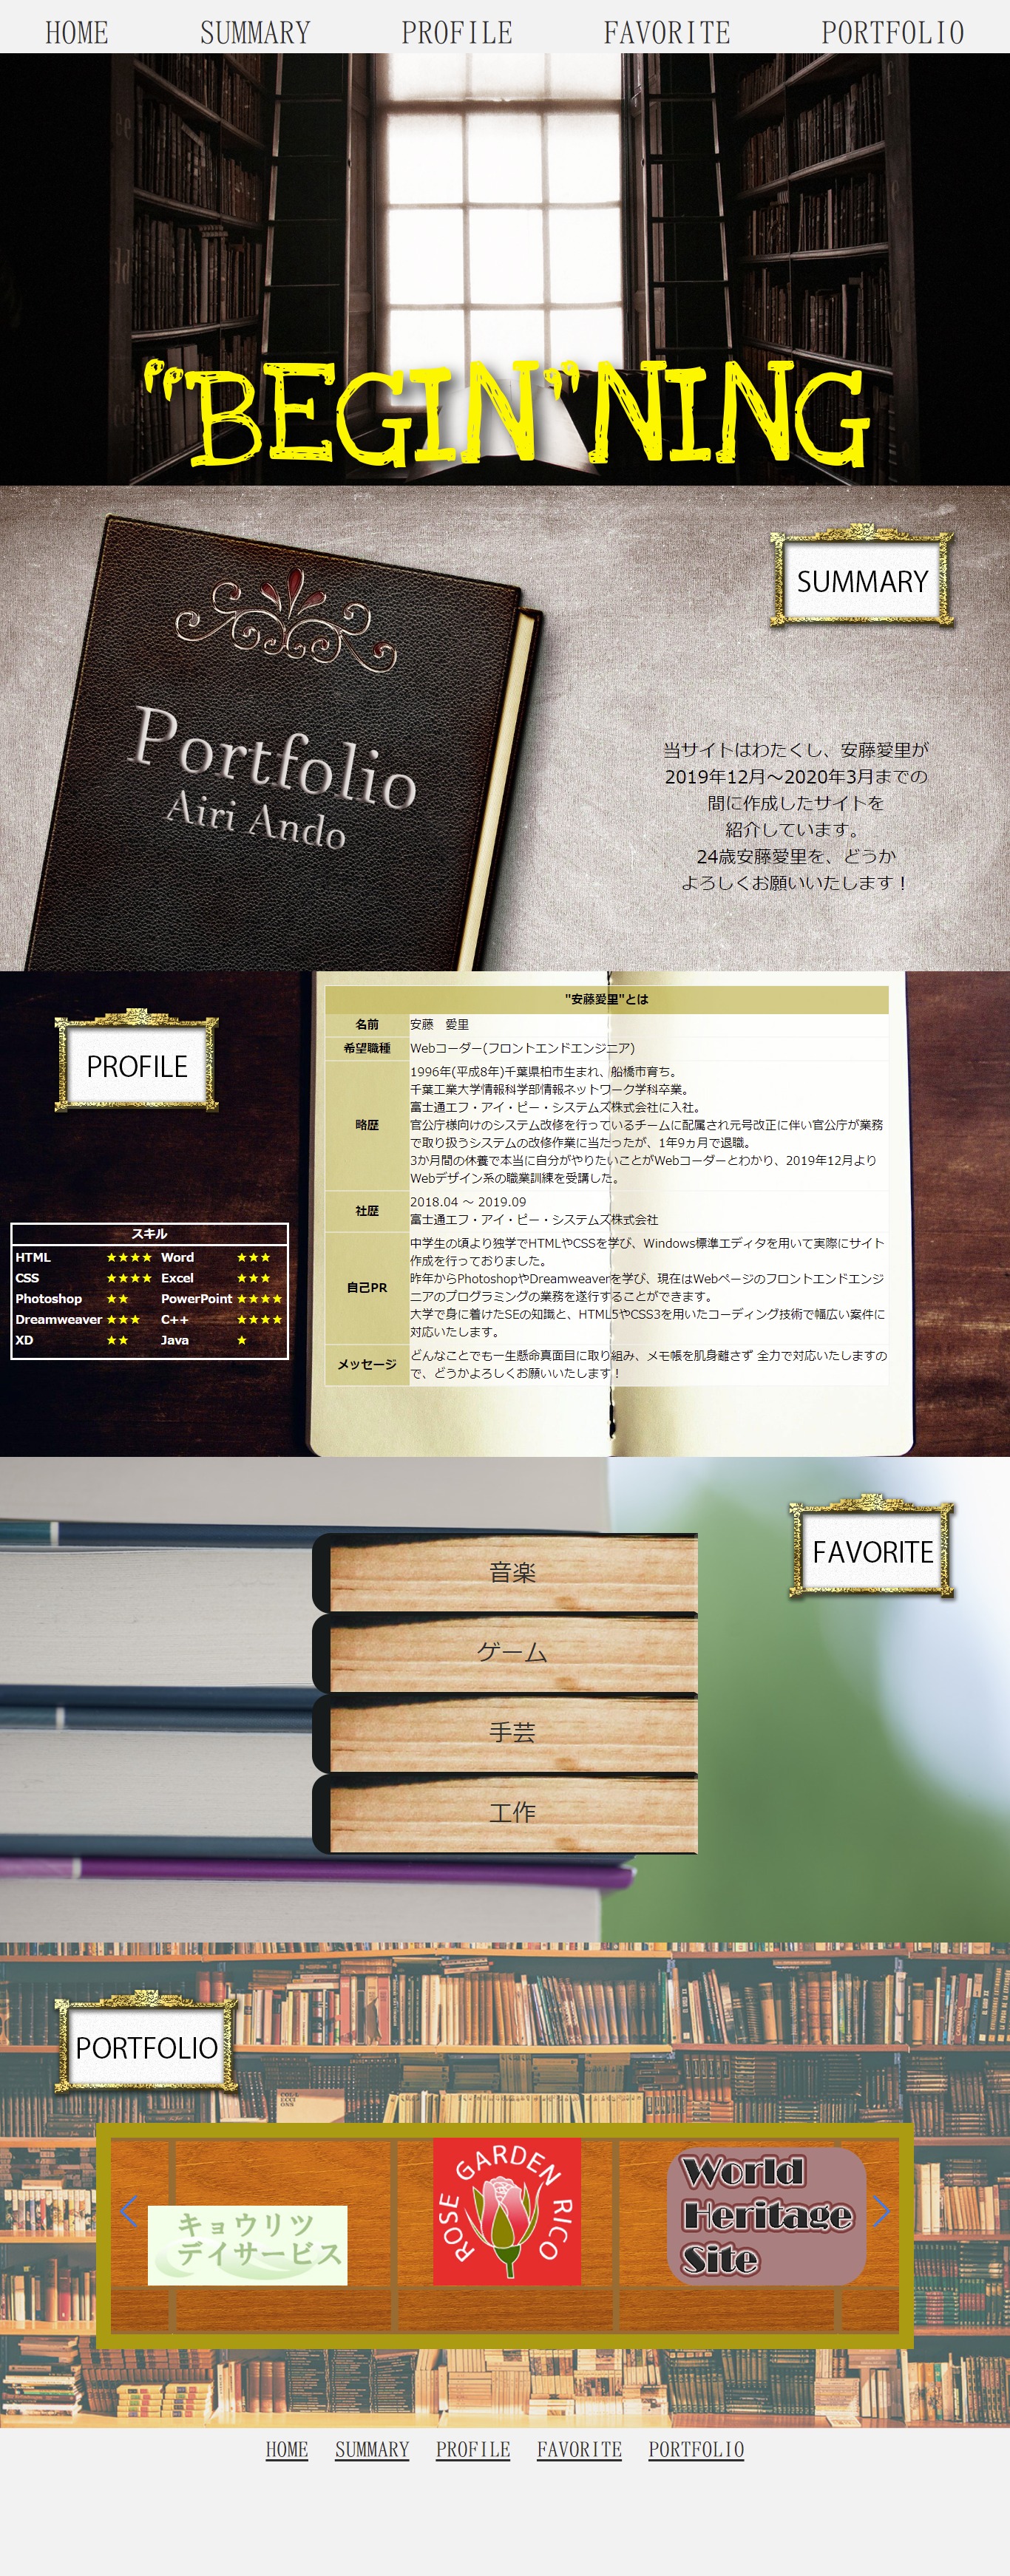 HOME SUMMARY PROFILE FAVORITE PORTFOLIO
"BEGIN"NING
SUMMARY
Portfolio
Airi Ando
当サイトはわたくし、安藤愛里が
2019年12月～2020年3月までの
間に作成したサイトを
紹介しています。
24歳安藤愛里を、どうか
よろしくお願いいたします！
PROFILE
"安藤愛里"とは
名前 安藤　愛里
希望職種 Webコーダー(フロントエンドエンジニア)
略歴
1996年(平成8年)千葉県柏市生まれ、船橋市育ち。
千葉工業大学情報科学部情報ネットワーク学科卒業。
富士通エフ・アイ・ピー・システムズ株式会社に入社。
官公庁様向けのシステム改修を行っているチームに配属され元号改正に伴い官公庁が業務
で取り扱うシステムの改修作業に当たったが、1年9ヵ月で退職。
3か月間の休養で本当に自分がやりたいことがWebコーダーとわかり、2019年12月より
Webデザイン系の職業訓練を受講した。
社歴
2018.04 ～ 2019.09
富士通エフ・アイ・ピー・システムズ株式会社
自己PR
中学生の頃より独学でHTMLやCSSを学び、Windows標準エディタを用いて実際にサイト
作成を行っておりました。
昨年からPhotoshopやDreamweaverを学び、現在はWebページのフロントエンドエンジ
ニアのプログラミングの業務を遂行することができます。
大学で身に着けたSEの知識と、HTML5やCSS3を用いたコーディング技術で幅広い案件に
対応いたします。
メッセージ
どんなことでも一生懸命真面目に取り組み、メモ帳を肌身離さず 全力で対応いたしますの
で、どうかよろしくお願いいたします！
スキル
HTML ★★★★ Word ★★★
CSS ★★★★ Excel ★★★
Photoshop ★★ PowerPoint ★★★★
Dreamweaver ★★★ C++ ★★★★
XD ★★ Java ★
FAVORITE
音楽
ゲーム
手芸
工作
PORTFOLIO
キョウリツ
デイサービス
ROSE GARDEN RICO
World
Heritage
Site
HOME SUMMARY PROFILE FAVORITE PORTFOLIO